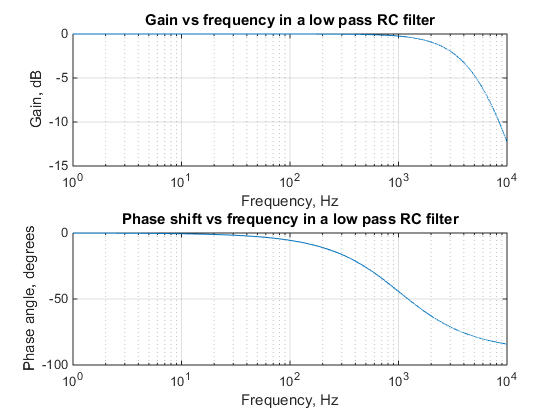 Gain vs frequency in a low pass RC filter
0
-5
-10
-15
Gain, dB
10^0 10^1 10^2 10^3 10^4
Frequency, Hz
Phase shift vs frequency in a low pass RC filter
0
-50
-100
Phase angle, degrees
10^0 10^1 10^2 10^3 10^4
Frequency, Hz